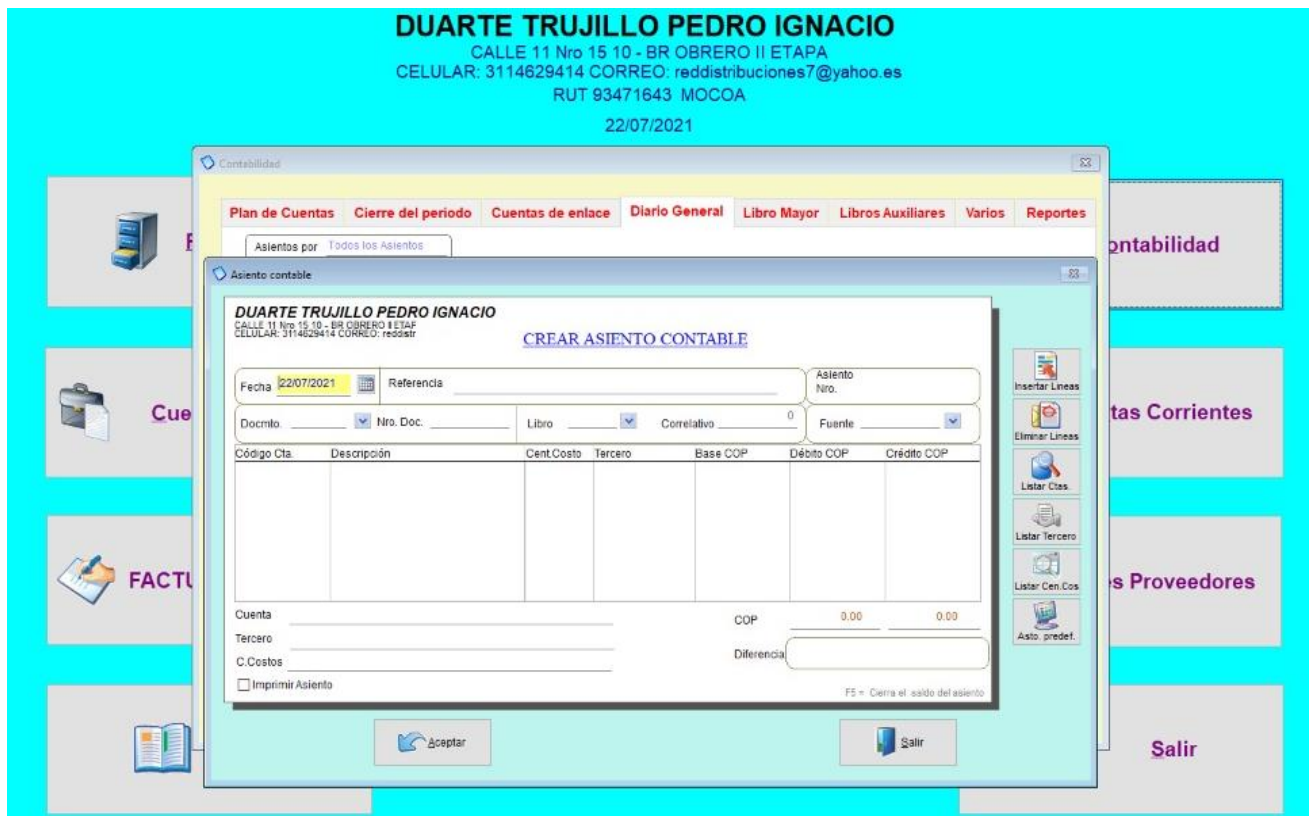 DUARTE TRUJILLO PEDRO IGNACIO
CALLE 11 Nro 15 10 - BR OBRERO II ETAPA
CELULAR: 3114629414 CORREO: reddistribuciones7@yahoo.es
RUT 93471643 MOCOA
22/07/2021
Contabilidad
Plan de Cuentas Cierre del periodo Cuentas de enlace Diario General Libro Mayor Libros Auxiliares Varios Reportes
Asientos por Todos los Asientos
ontabilidad
Asiento contable
DUARTE TRUJILLO PEDRO IGNACIO
CALLE 11 Nro 15 10 - BR OBRERO II ETAF
CELULAR: 3114629414 CORREO: reddistr
CREAR ASIENTO CONTABLE
Fecha 22/07/2021 Referencia Asiento Nro.
Docmto. Nro. Doc. Libro Correlativo 0 Fuente
Código Cta. Descripción Cent.Costo Tercero Base COP Débito COP Crédito COP
Insertar Lineas
Eliminar Lineas
Listar Ctas.
Listar Tercero
Listar Cen.Cos
Asto. predef.
Cue
tas Corrientes
FACTU
s Proveedores
Cuenta COP 0.00 0.00
Tercero
C.Costos Diferencia
Imprimir Asiento F5 = Cierra el saldo del asiento
Aceptar Salir
Salir